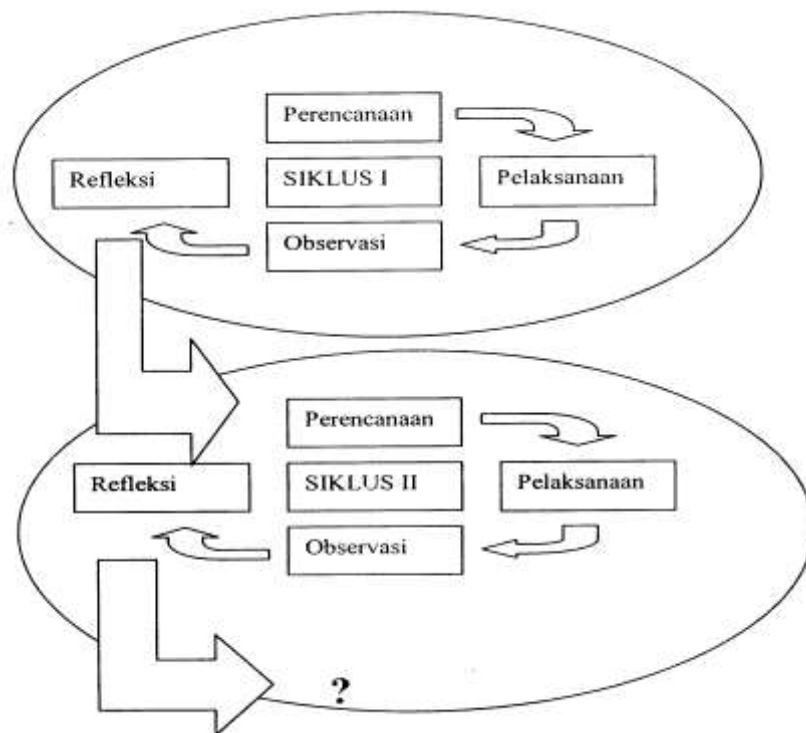 Perencanaan
Refleksi
SIKLUS I
Pelaksanaan
Observasi
Perencanaan
Refleksi
SIKLUS II
Pelaksanaan
Observasi
?